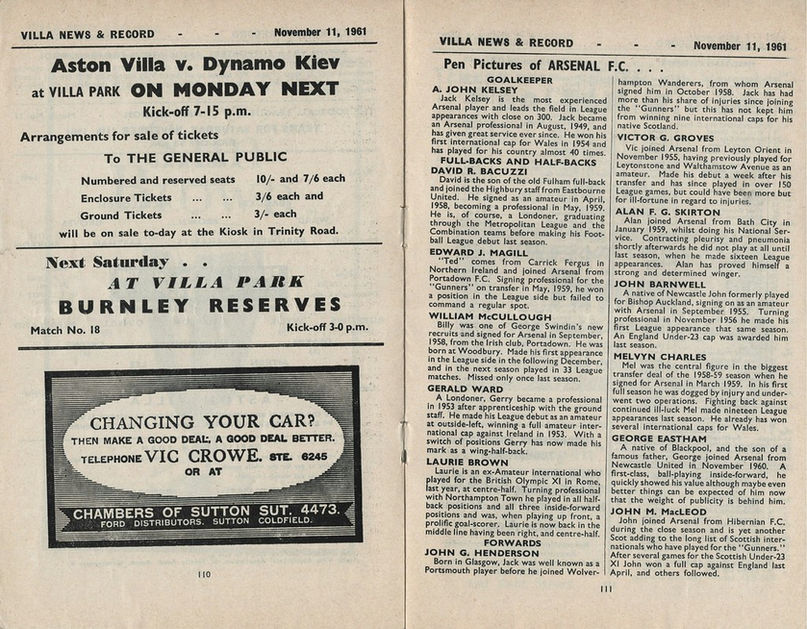 VILLA NEWS & RECORD - - - November 11, 1961
Aston Villa v. Dynamo Kiev
at VILLA PARK ON MONDAY NEXT
Kick-off 7-15 p.m.
Arrangements for sale of tickets
To THE GENERAL PUBLIC
Numbered and reserved seats 10/- and 7/6 each
Enclosure Tickets ... ... 3/6 each and
Ground Tickets ... ... 3/- each
will be on sale to-day at the Kiosk in Trinity Road.
Next Saturday . .
AT VILLA PARK
BURNLEY RESERVES
Match No. 18 Kick-off 3-0 p.m.
CHANGING YOUR CAR?
THEN MAKE A GOOD DEAL, A GOOD DEAL BETTER.
TELEPHONE VIC CROWE. STE. 6245
OR AT
CHAMBERS OF SUTTON SUT. 4473.
FORD DISTRIBUTORS. SUTTON COLDFIELD.
110
VILLA NEWS & RECORD - - - November 11, 1961
Pen Pictures of ARSENAL F.C. . . .
GOALKEEPER
A. JOHN KELSEY
Jack Kelsey is the most experienced
Arsenal player and leads the field in League
appearances with close on 300. Jack became
an Arsenal professional in August, 1949, and
has given great service ever since. He won his
first international cap for Wales in 1954 and
has played for his country almost 40 times.
FULL-BACKS AND HALF-BACKS
DAVID R. BACUZZI
David is the son of the old Fulham full-back
and joined the Highbury staff from Eastbourne
United. He signed as an amateur in April,
1958, becoming a professional in May, 1959.
He is, of course, a Londoner, graduating
through the Metropolitan League and the
Combination teams before making his Foot-
ball League debut last season.
EDWARD J. MAGILL
"Ted" comes from Carrick Fergus in
Northern Ireland and joined Arsenal from
Portadown F.C. Signing professional for the
"Gunners" on transfer in May, 1959, he won
a position in the League side but failed to
command a regular spot.
WILLIAM McCULLOUGH
Billy was one of George Swindin's new
recruits and signed for Arsenal in September,
1958, from the Irish club, Portadown. He was
born at Woodbury. Made his first appearance
in the League side in the following December,
and in the next season played in 33 League
matches. Missed only once last season.
GERALD WARD
A Londoner, Gerry became a professional
in 1953 after apprenticeship with the ground
staff. He made his League debut as an amateur
at outside-left, winning a full amateur inter-
national cap against Ireland in 1953. With a
switch of positions Gerry has now made his
mark as a wing-half-back.
LAURIE BROWN
Laurie is an ex-Amateur International who
played for the British Olympic XI in Rome,
last year, at centre-half. Turning professional
with Northampton Town he played in all half-
back positions and all three inside-forward
positions and was, when playing up front, a
prolific goal-scorer. Laurie is now back in the
middle line having been right, and centre-half.
FORWARDS
JOHN G. HENDERSON
Born in Glasgow, Jack was well known as a
Portsmouth player before he joined Wolver-
hampton Wanderers, from whom Arsenal
signed him in October 1958. Jack has had
more than his share of injuries since joining
the "Gunners" but this has not kept him
from winning nine international caps for his
native Scotland.
VICTOR G. GROVES
Vic joined Arsenal from Leyton Orient in
November 1955, having previously played for
Leytonstone and Walthamstow Avenue as an
amateur. Made his debut a week after his
transfer and has since played in over 150
League games, but could have been more but
for ill-fortune in regard to injuries.
ALAN F. G. SKIRTON
Alan joined Arsenal from Bath City in
January 1959, whilst doing his National Ser-
vice. Contracting pleurisy and pneumonia
shortly afterwards he did not play at all until
last season, when he made sixteen League
appearances. Alan has proved himself a
strong and determined winger.
JOHN BARNWELL
A native of Newcastle John formerly played
for Bishop Auckland, signing on as an amateur
with Arsenal in September 1955. Turning
professional in November 1956 he made his
first League appearance that same season.
An England Under-23 cap was awarded him
last season.
MELVYN CHARLES
Mel was the central figure in the biggest
transfer deal of the 1958-59 season when he
signed for Arsenal in March 1959. In his first
full season he was dogged by injury and under-
went two operations. Fighting back against
continued ill-luck Mel made nineteen League
appearances last season. He already has won
several international caps for Wales.
GEORGE EASTHAM
A native of Blackpool, and the son of a
famous father, George joined Arsenal from
Newcastle United in November 1960. A
first-class, ball-playing inside-forward, he
quickly showed his value although maybe even
better things can be expected of him now
that the weight of publicity is behind him.
JOHN M. MacLEOD
John joined Arsenal from Hibernian F.C.
during the close season and is yet another
Scot adding to the long list of Scottish inter-
nationals who have played for the "Gunners."
After several games for the Scottish Under-23
XI John won a full cap against England last
April, and others followed.
111